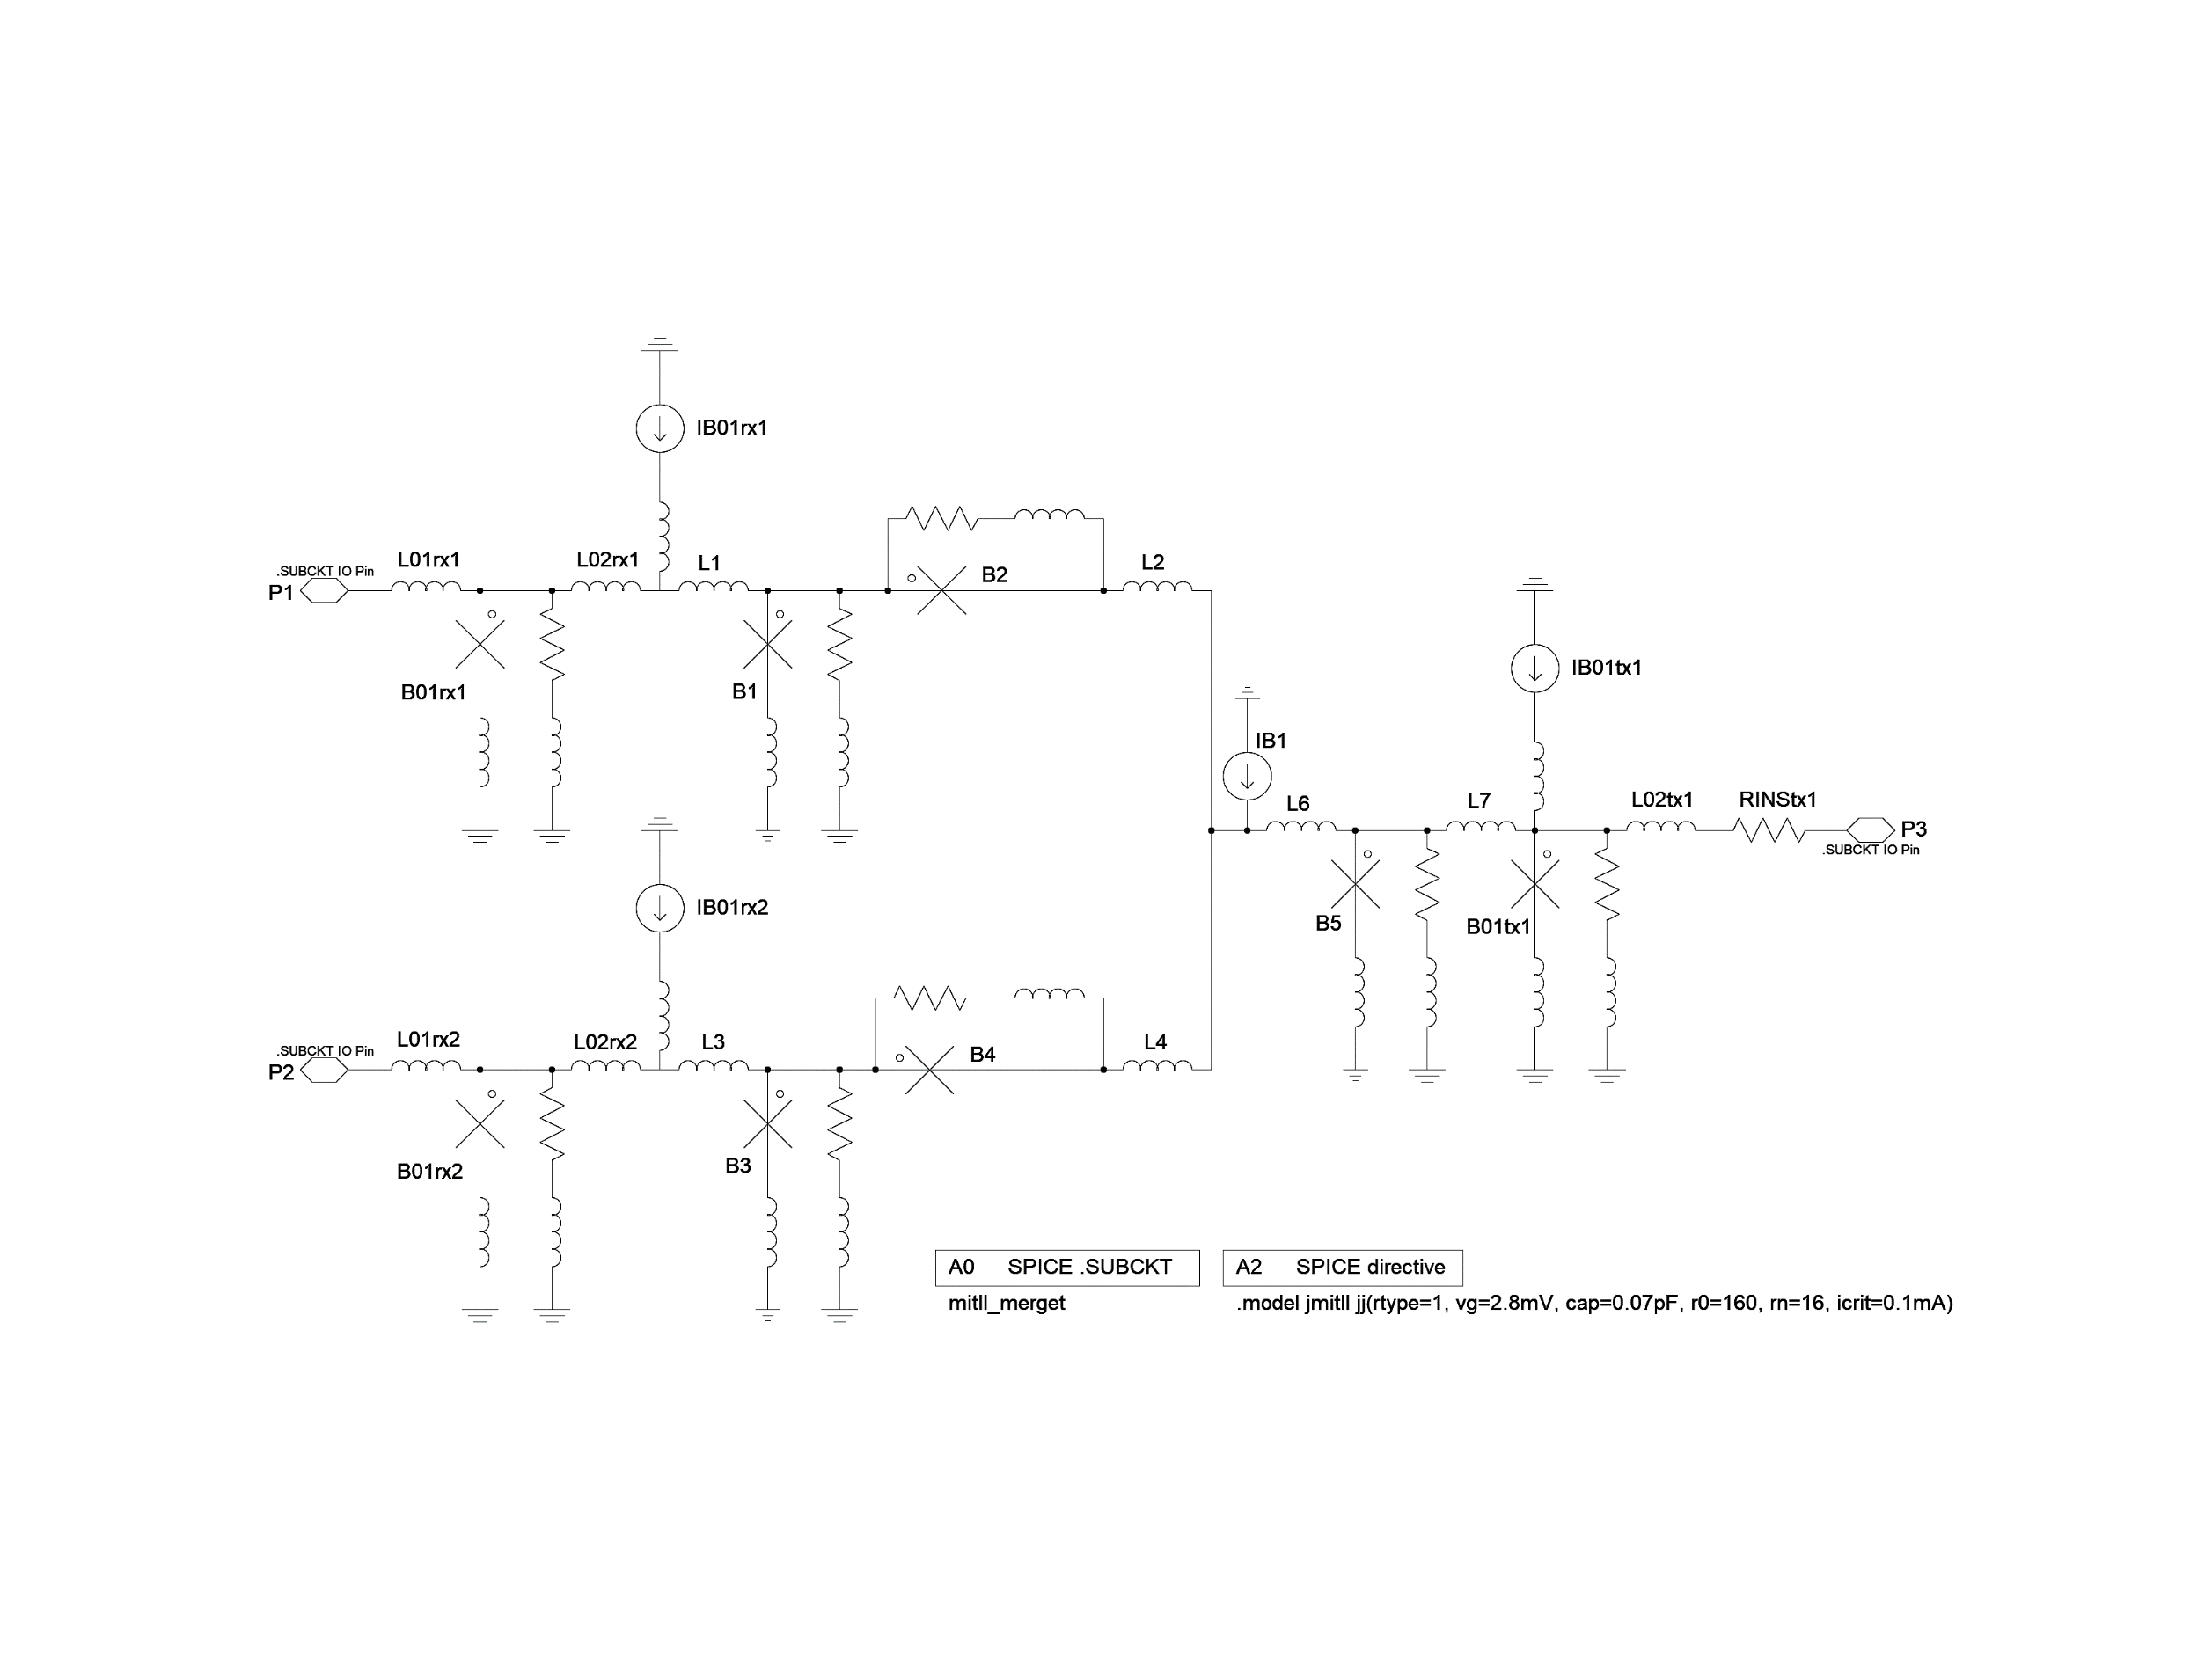 IB01rx1
L01rx1
L02rx1
L1
B2
L2
.SUBCKT IO Pin
P1
B01rx1
B1
IB01tx1
IB1
L6
L7
L02tx1
RINStx1
P3
.SUBCKT IO Pin
IB01rx2
B5
B01tx1
L01rx2
L02rx2
L3
B4
L4
.SUBCKT IO Pin
P2
B01rx2
B3
A0 SPICE .SUBCKT
mitll_merget
A2 SPICE directive
.model jmitll jj(rtype=1, vg=2.8mV, cap=0.07pF, r0=160, rn=16, icrit=0.1mA)